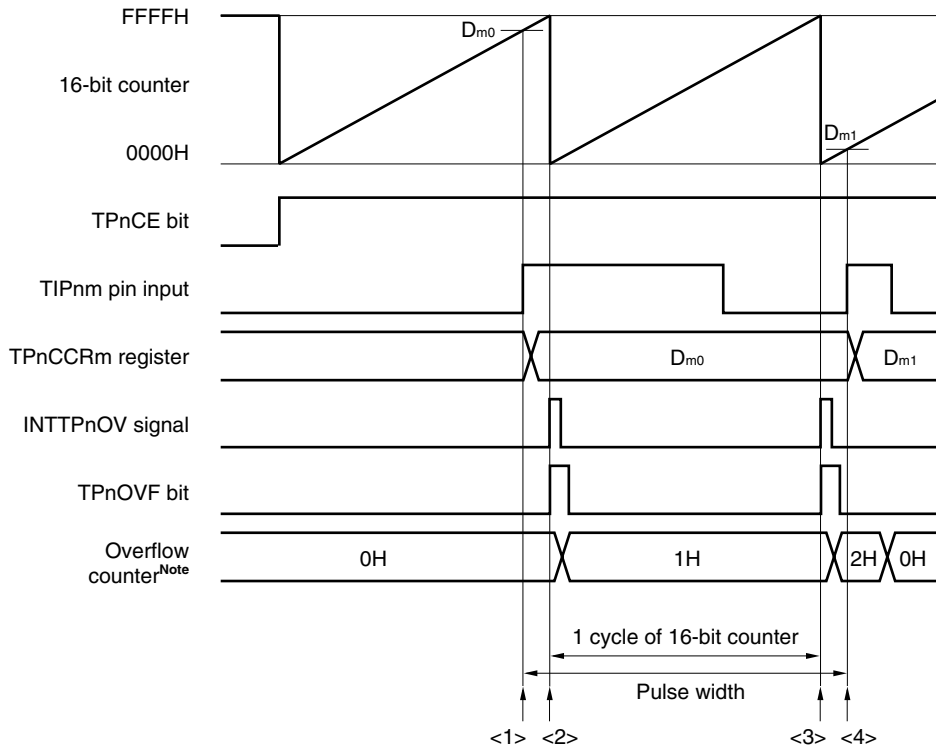 FFFFH
Dm0
16-bit counter
Dm1
0000H
TPnCE bit
TIPnm pin input
TPnCCRm register
Dm0
Dm1
INTTPnOV signal
TPnOVF bit
Overflow
counterNote
0H
1H
2H
0H
1 cycle of 16-bit counter
Pulse width
<1> <2> <3> <4>